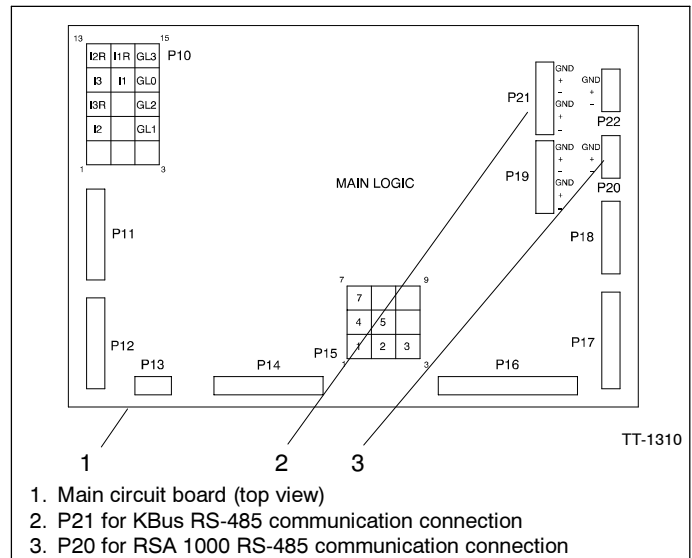 13 15
I2R I1R GL3 P10
I3 I1 GL0
I3R GL2
I2 GL1
1 3
GND
+
-
GND
+
-
P21
GND
+
-
P22
GND
+
-
GND
+
-
P19
GND
+
-
P20
MAIN LOGIC
P11
P18
7 9
7
4 5
1 2 3
P15
1 3
P12
P13
P14
P16
P17
TT-1310
1 2 3
1. Main circuit board (top view)
2. P21 for KBus RS-485 communication connection
3. P20 for RSA 1000 RS-485 communication connection